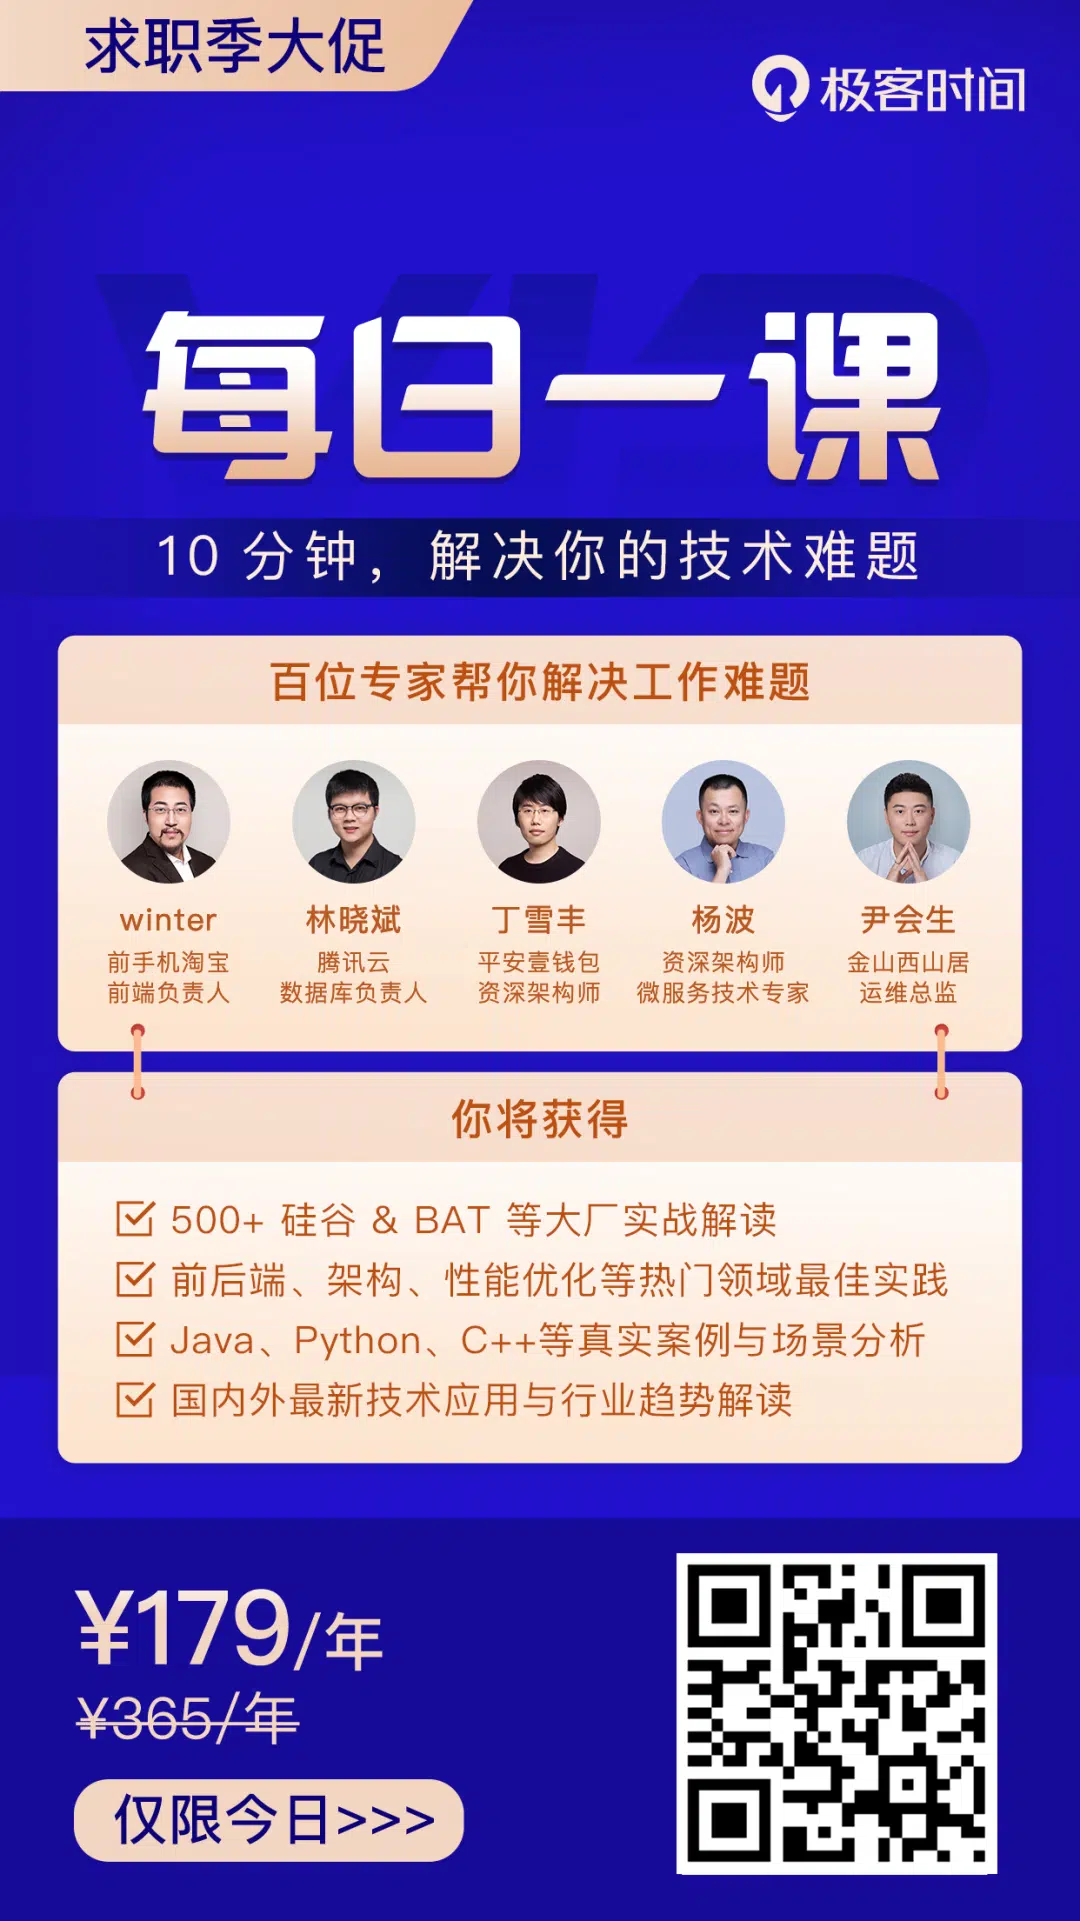 求职季大促
极客时间
每日一课
10 分钟，解决你的技术难题
百位专家帮你解决工作难题
winter
前手机淘宝
前端负责人
林晓斌
腾讯云
数据库负责人
丁雪丰
平安壹钱包
资深架构师
杨波
资深架构师
微服务技术专家
尹会生
金山西山居
运维总监
你将获得
500+ 硅谷 & BAT 等大厂实战解读
前后端、架构、性能优化等热门领域最佳实践
Java、Python、C++等真实案例与场景分析
国内外最新技术应用与行业趋势解读
¥179/年
¥365/年
仅限今日>>>